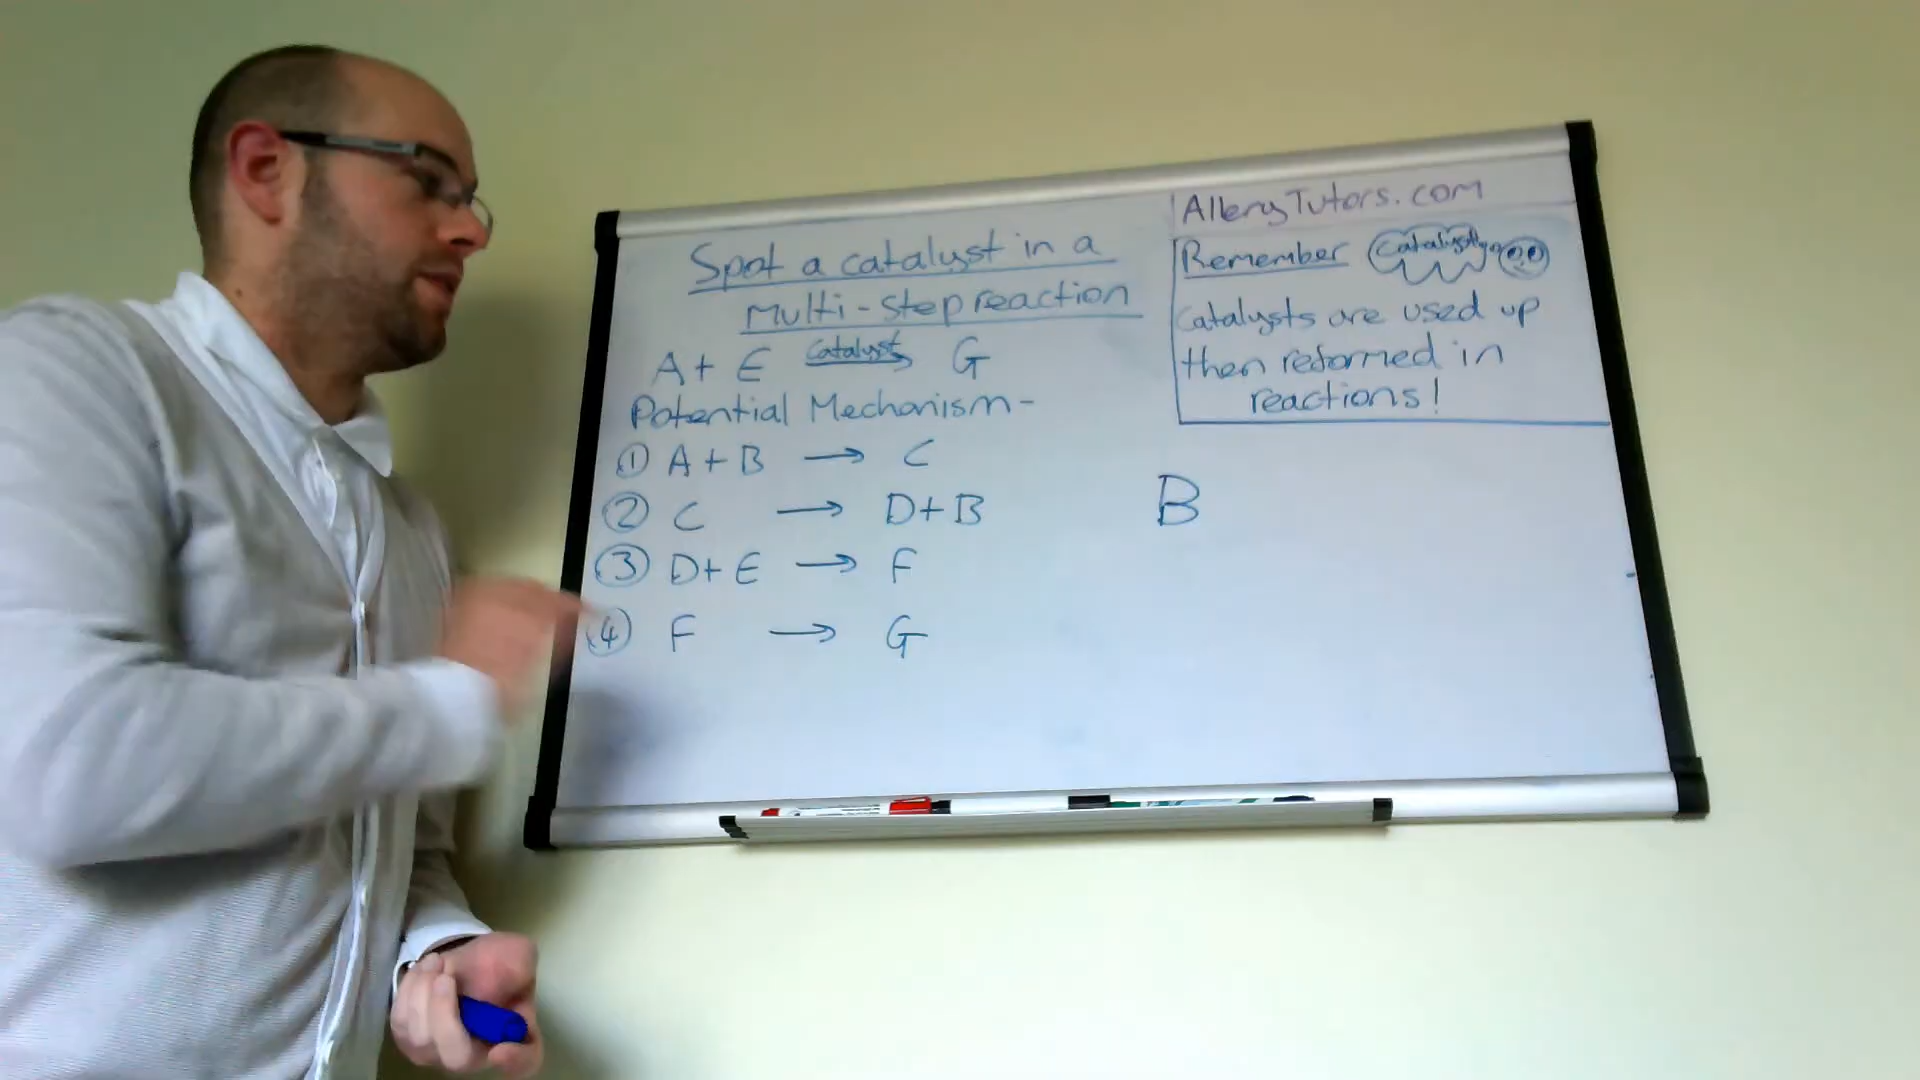 AlleryTutors.com
Spot a catalyst in a
Multi-step reaction
A + E Catalyst G
Potential Mechanism-
① A + B → C
② C → D + B
③ D + E → F
④ F → G
Remember Catalyst
Catalysts are used up
then reformed in
reactions!
B